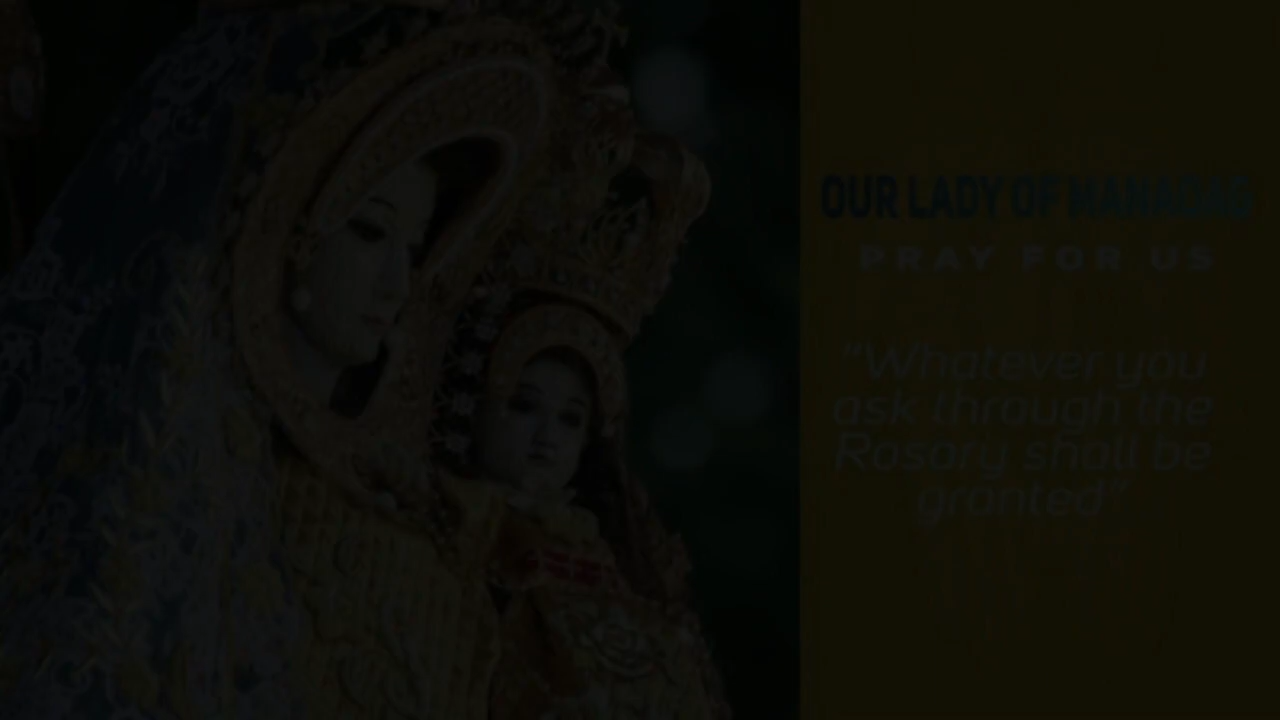 OUR LADY OF MANAOAG
PRAY FOR US
“Whatever you
ask through the
Rosary shall be
granted”